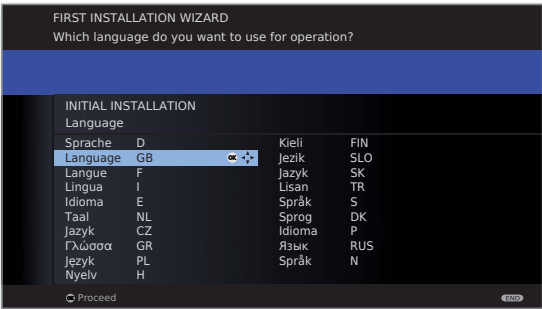 FIRST INSTALLATION WIZARD
Which language do you want to use for operation?
INITIAL INSTALLATION
Language
Sprache D
Language GB OK
Langue F
Lingua I
Idioma E
Taal NL
Jazyk CZ
Γλώσσα GR
Język PL
Nyelv H
Kieli FIN
Jezik SLO
Jazyk SK
Lisan TR
Språk S
Sprog DK
Idioma P
Язык RUS
Språk N
OK Proceed
END